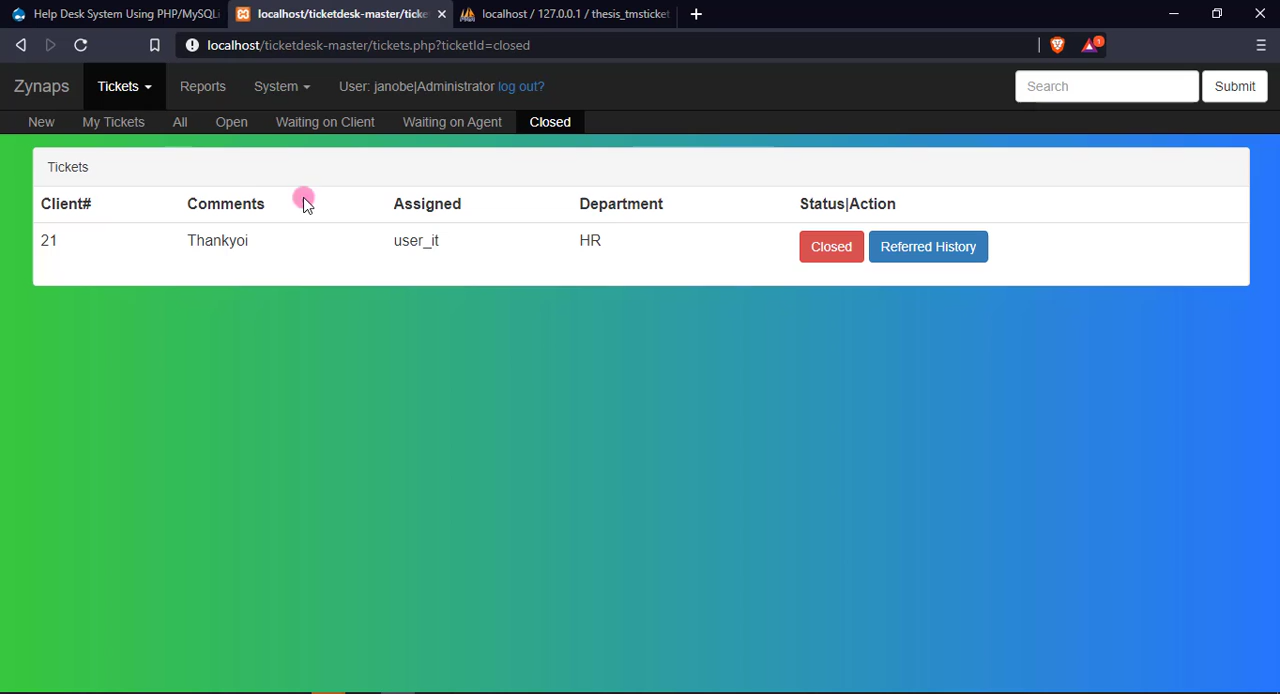 Help Desk System Using PHP/MySQLi
localhost/ticketdesk-master/ticke
localhost / 127.0.0.1 / thesis_tmsticket
localhost/ticketdesk-master/tickets.php?ticketId=closed
1
Zynaps Tickets Reports System User: janobe|Administrator log out? Search Submit
New My Tickets All Open Waiting on Client Waiting on Agent Closed
Tickets
Client# Comments Assigned Department Status|Action
21 Thankyoi user_it HR Closed Referred History